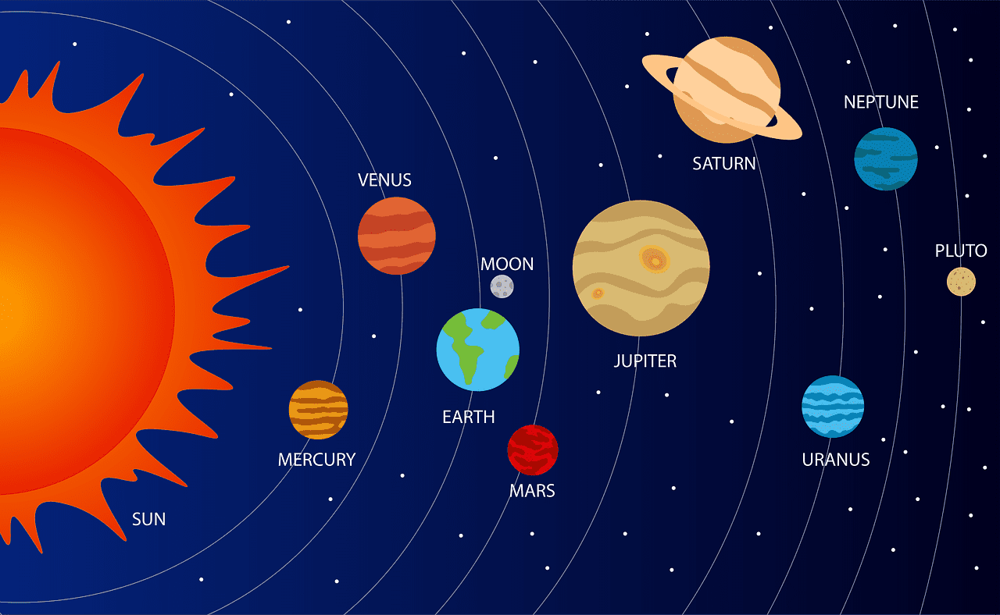 SUN
MERCURY
VENUS
MOON
EARTH
MARS
JUPITER
SATURN
URANUS
NEPTUNE
PLUTO